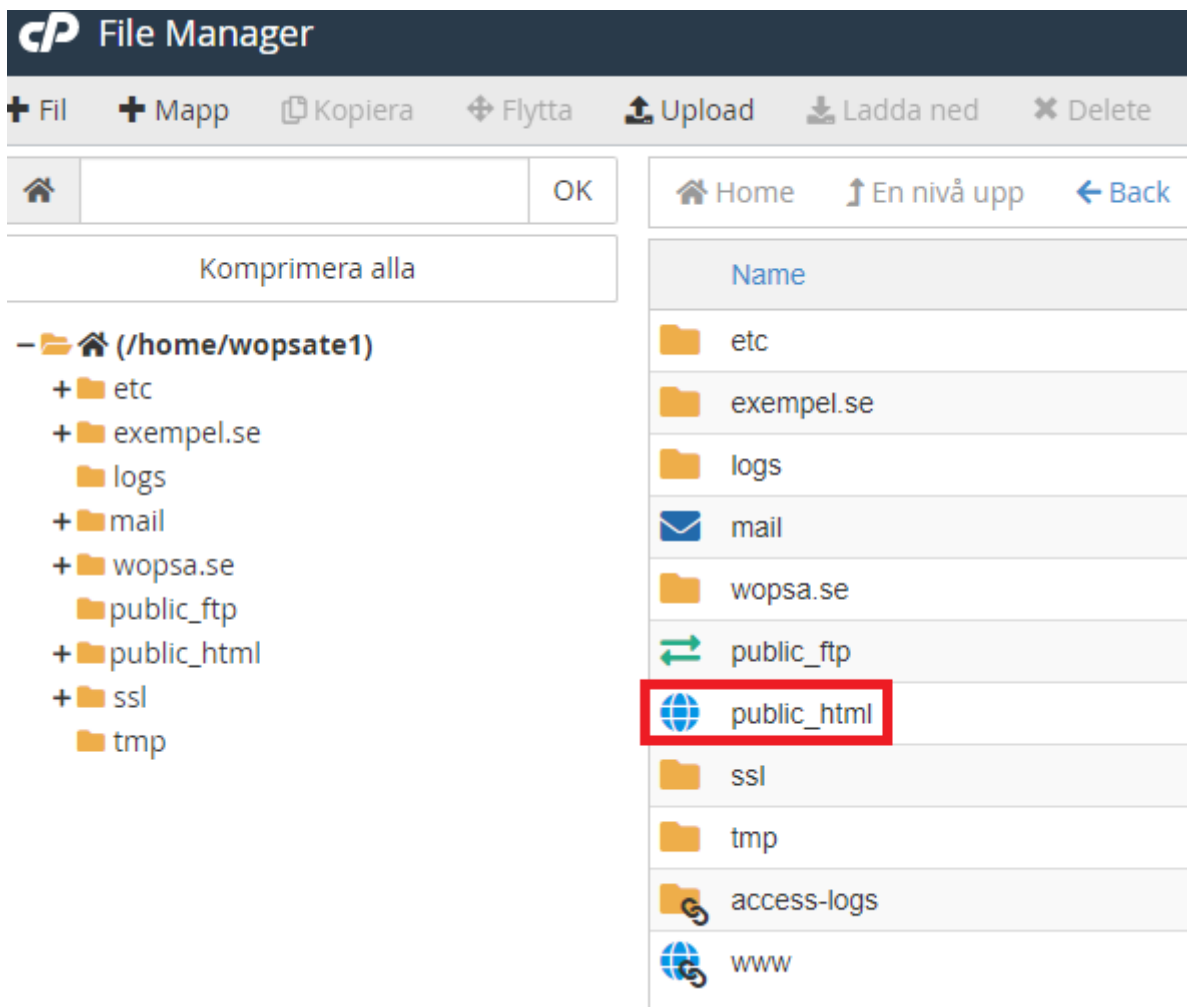 cP File Manager
Fil Mapp Kopiera Flytta Upload Ladda ned Delete
OK
Home En nivå upp Back
Komprimera alla
Name
(/home/wopsate1)
etc
exempel.se
logs
mail
wopsa.se
public_ftp
public_html
ssl
tmp
etc
exempel.se
logs
mail
wopsa.se
public_ftp
public_html
ssl
tmp
access-logs
www